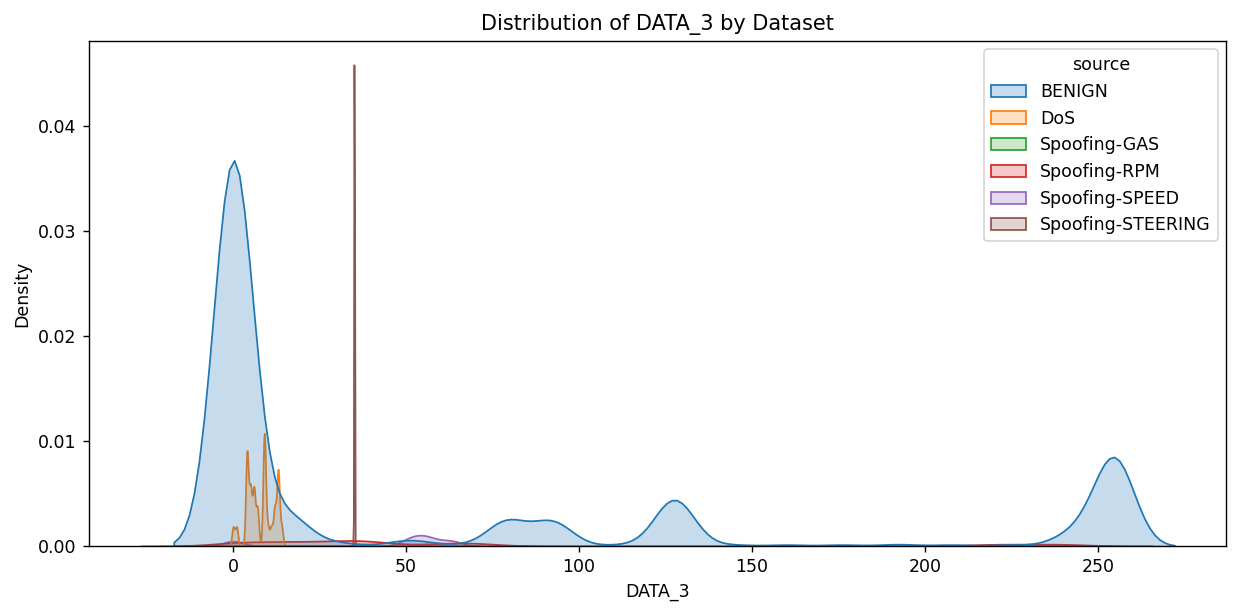 Distribution of DATA_3 by Dataset
source
BENIGN
DoS
Spoofing-GAS
Spoofing-RPM
Spoofing-SPEED
Spoofing-STEERING
Density
0.04
0.03
0.02
0.01
0.00
0
50
100
150
200
250
DATA_3